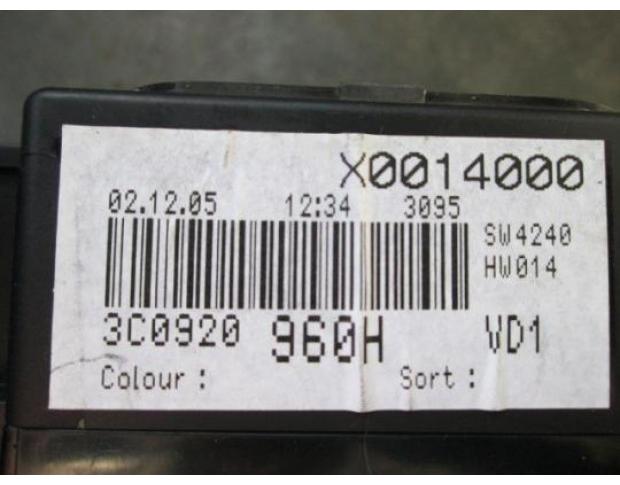 X0014000
02.12.05 12:34 3095
SW4240
HW014
3C0920 960H VD1
Colour : Sort :